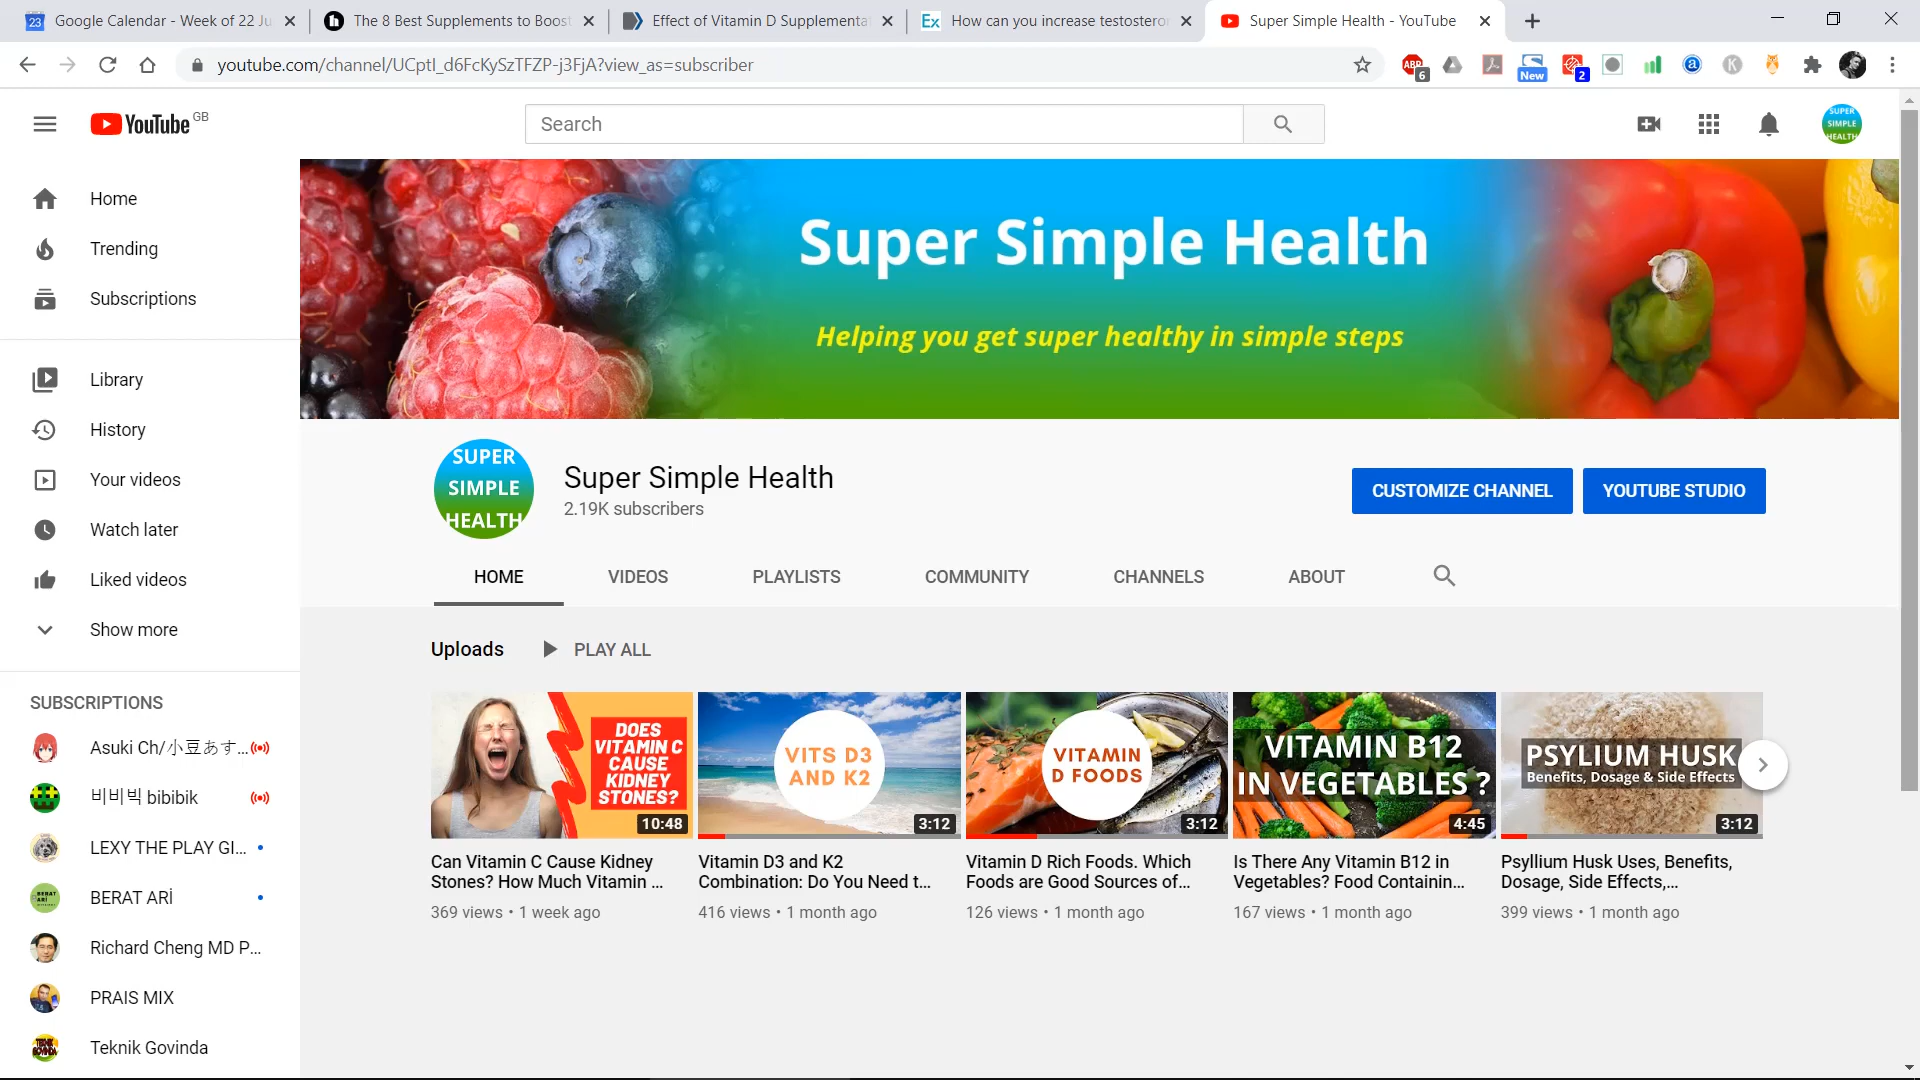 23 Google Calendar - Week of 22 Ju
The 8 Best Supplements to Boost
Effect of Vitamin D Supplementa
Ex How can you increase testosteron
Super Simple Health - YouTube
youtube.com/channel/UCptl_d6FcKySzTFZP-j3FjA?view_as=subscriber
ABP 6
New
2
a
K
YouTube GB
Search
SUPER
SIMPLE
HEALTH
Home
Trending
Subscriptions
Library
History
Your videos
Watch later
Liked videos
Show more
SUBSCRIPTIONS
Asuki Ch/小豆あす...
비비빅 bibibik
LEXY THE PLAY GI...
BERAT ARİ
Richard Cheng MD P...
PRAIS MIX
Teknik Govinda
Super Simple Health
Helping you get super healthy in simple steps
SUPER
SIMPLE
HEALTH
Super Simple Health
2.19K subscribers
CUSTOMIZE CHANNEL
YOUTUBE STUDIO
HOME VIDEOS PLAYLISTS COMMUNITY CHANNELS ABOUT
Uploads PLAY ALL
DOES
VITAMIN C
CAUSE
KIDNEY
STONES?
10:48
Can Vitamin C Cause Kidney
Stones? How Much Vitamin ...
369 views • 1 week ago
VITS D3
AND K2
3:12
Vitamin D3 and K2
Combination: Do You Need t...
416 views • 1 month ago
VITAMIN
D FOODS
3:12
Vitamin D Rich Foods. Which
Foods are Good Sources of...
126 views • 1 month ago
VITAMIN B12
IN VEGETABLES ?
4:45
Is There Any Vitamin B12 in
Vegetables? Food Containin...
167 views • 1 month ago
PSYLIUM HUSK
Benefits, Dosage & Side Effects
3:12
Psyllium Husk Uses, Benefits,
Dosage, Side Effects,...
399 views • 1 month ago